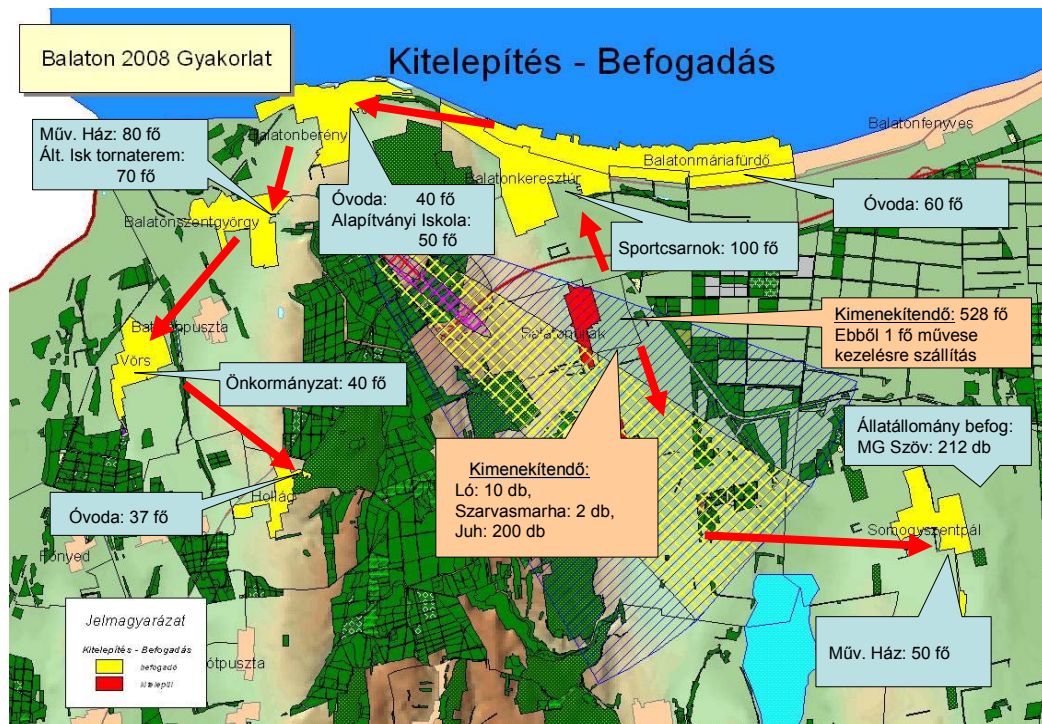 Balaton 2008 Gyakorlat
Kitelepítés - Befogadás
Balatonfenyves
Műv. Ház: 80 fő
Ált. Isk tornaterem:
70 fő
Balatonberény
Balatonmáriafürdő
Balatonkeresztúr
Óvoda: 40 fő
Alapítványi Iskola:
50 fő
Óvoda: 60 fő
Balatonszentgyörgy
Sportcsarnok: 100 fő
Kimenekítendő: 528 fő
Ebből 1 fő művese
kezelésre szállítás
Vörs
Önkormányzat: 40 fő
Állatállomány befog:
MG Szöv: 212 db
Kimenekítendő:
Ló: 10 db,
Szarvasmarha: 2 db,
Juh: 200 db
Hollád
Óvoda: 37 fő
Somogyszentpál
Főnyed
Jelmagyarázat
Kitelepítés - Befogadás
befogadó
kitelepül
Műv. Ház: 50 fő